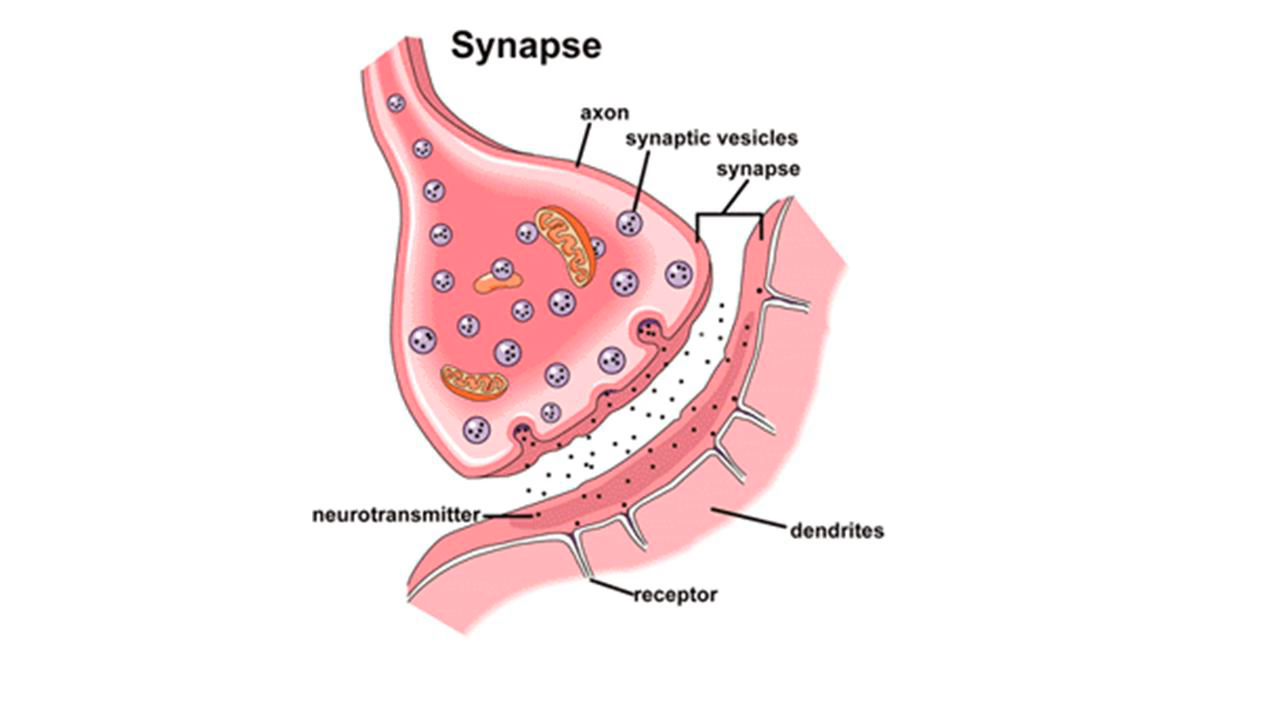 Synapse
axon
synaptic vesicles
synapse
neurotransmitter
dendrites
receptor